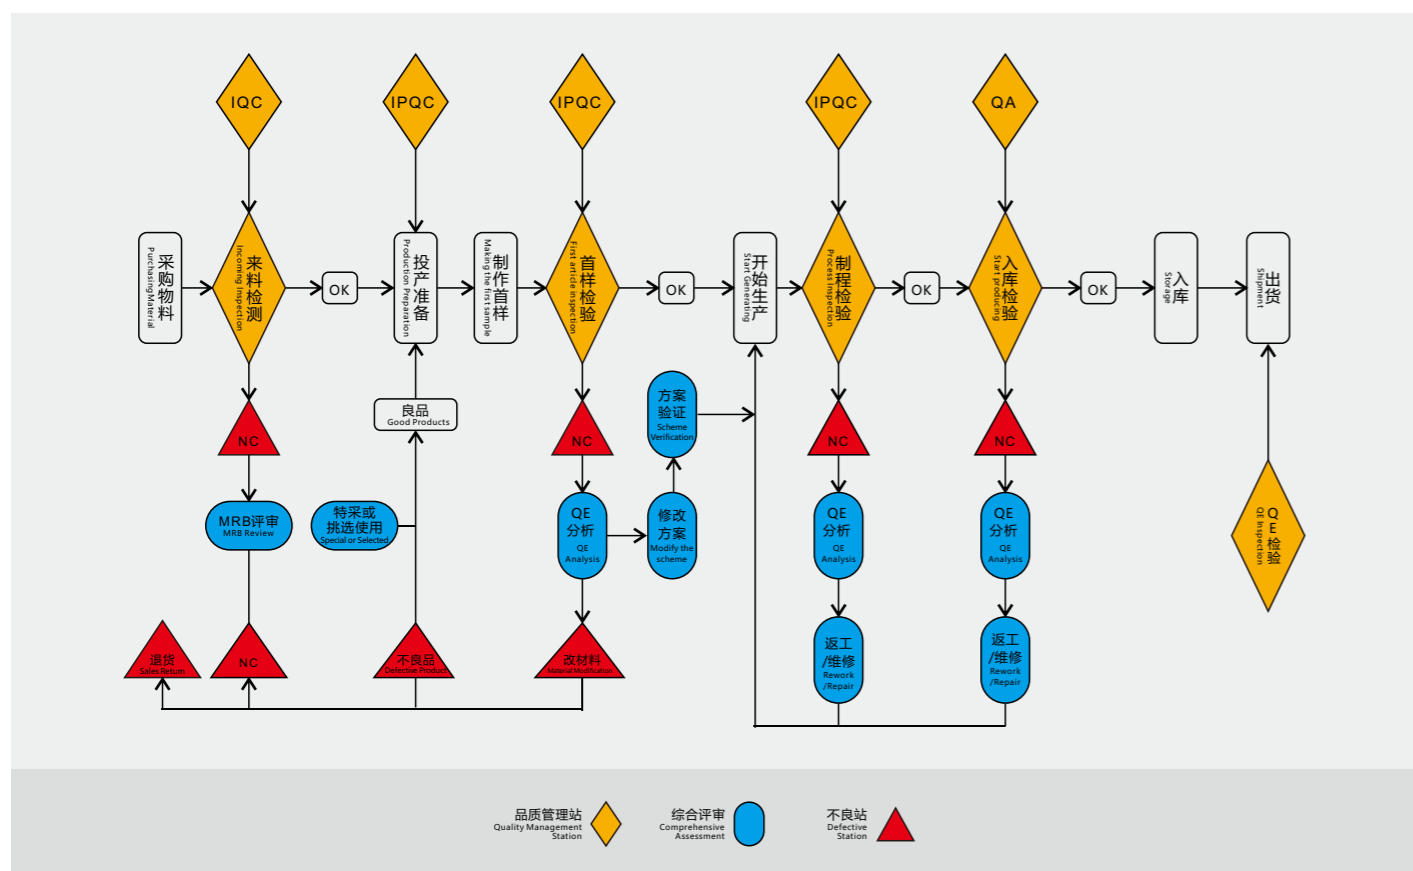 IQC
IPQC
IPQC
IPQC
QA
采购物料
Purchasing Material
来料检测
Incoming Inspection
OK
投产准备
Production Preparation
制作首样
Making the first sample
首样检验
First article inspection
OK
开始生产
Start Generating
制程检验
Process Inspection
OK
入库检验
Start producing
OK
入库
Storage
出货
Shipment
NC
良品
Good Products
NC
方案
验证
Scheme
Verification
NC
NC
MRB评审
MRB Review
特采或
挑选使用
Special or Selected
QE
分析
QE
Analysis
修改
方案
Modify the
scheme
QE
分析
QE
Analysis
QE
分析
QE
Analysis
QE检验
QE Inspection
退货
Sales Return
NC
不良品
Defective Product
改材料
Material Modification
返工
/维修
Rework
/Repair
返工
/维修
Rework
/Repair
品质管理站
Quality Management
Station
综合评审
Comprehensive
Assessment
不良站
Defective
Station